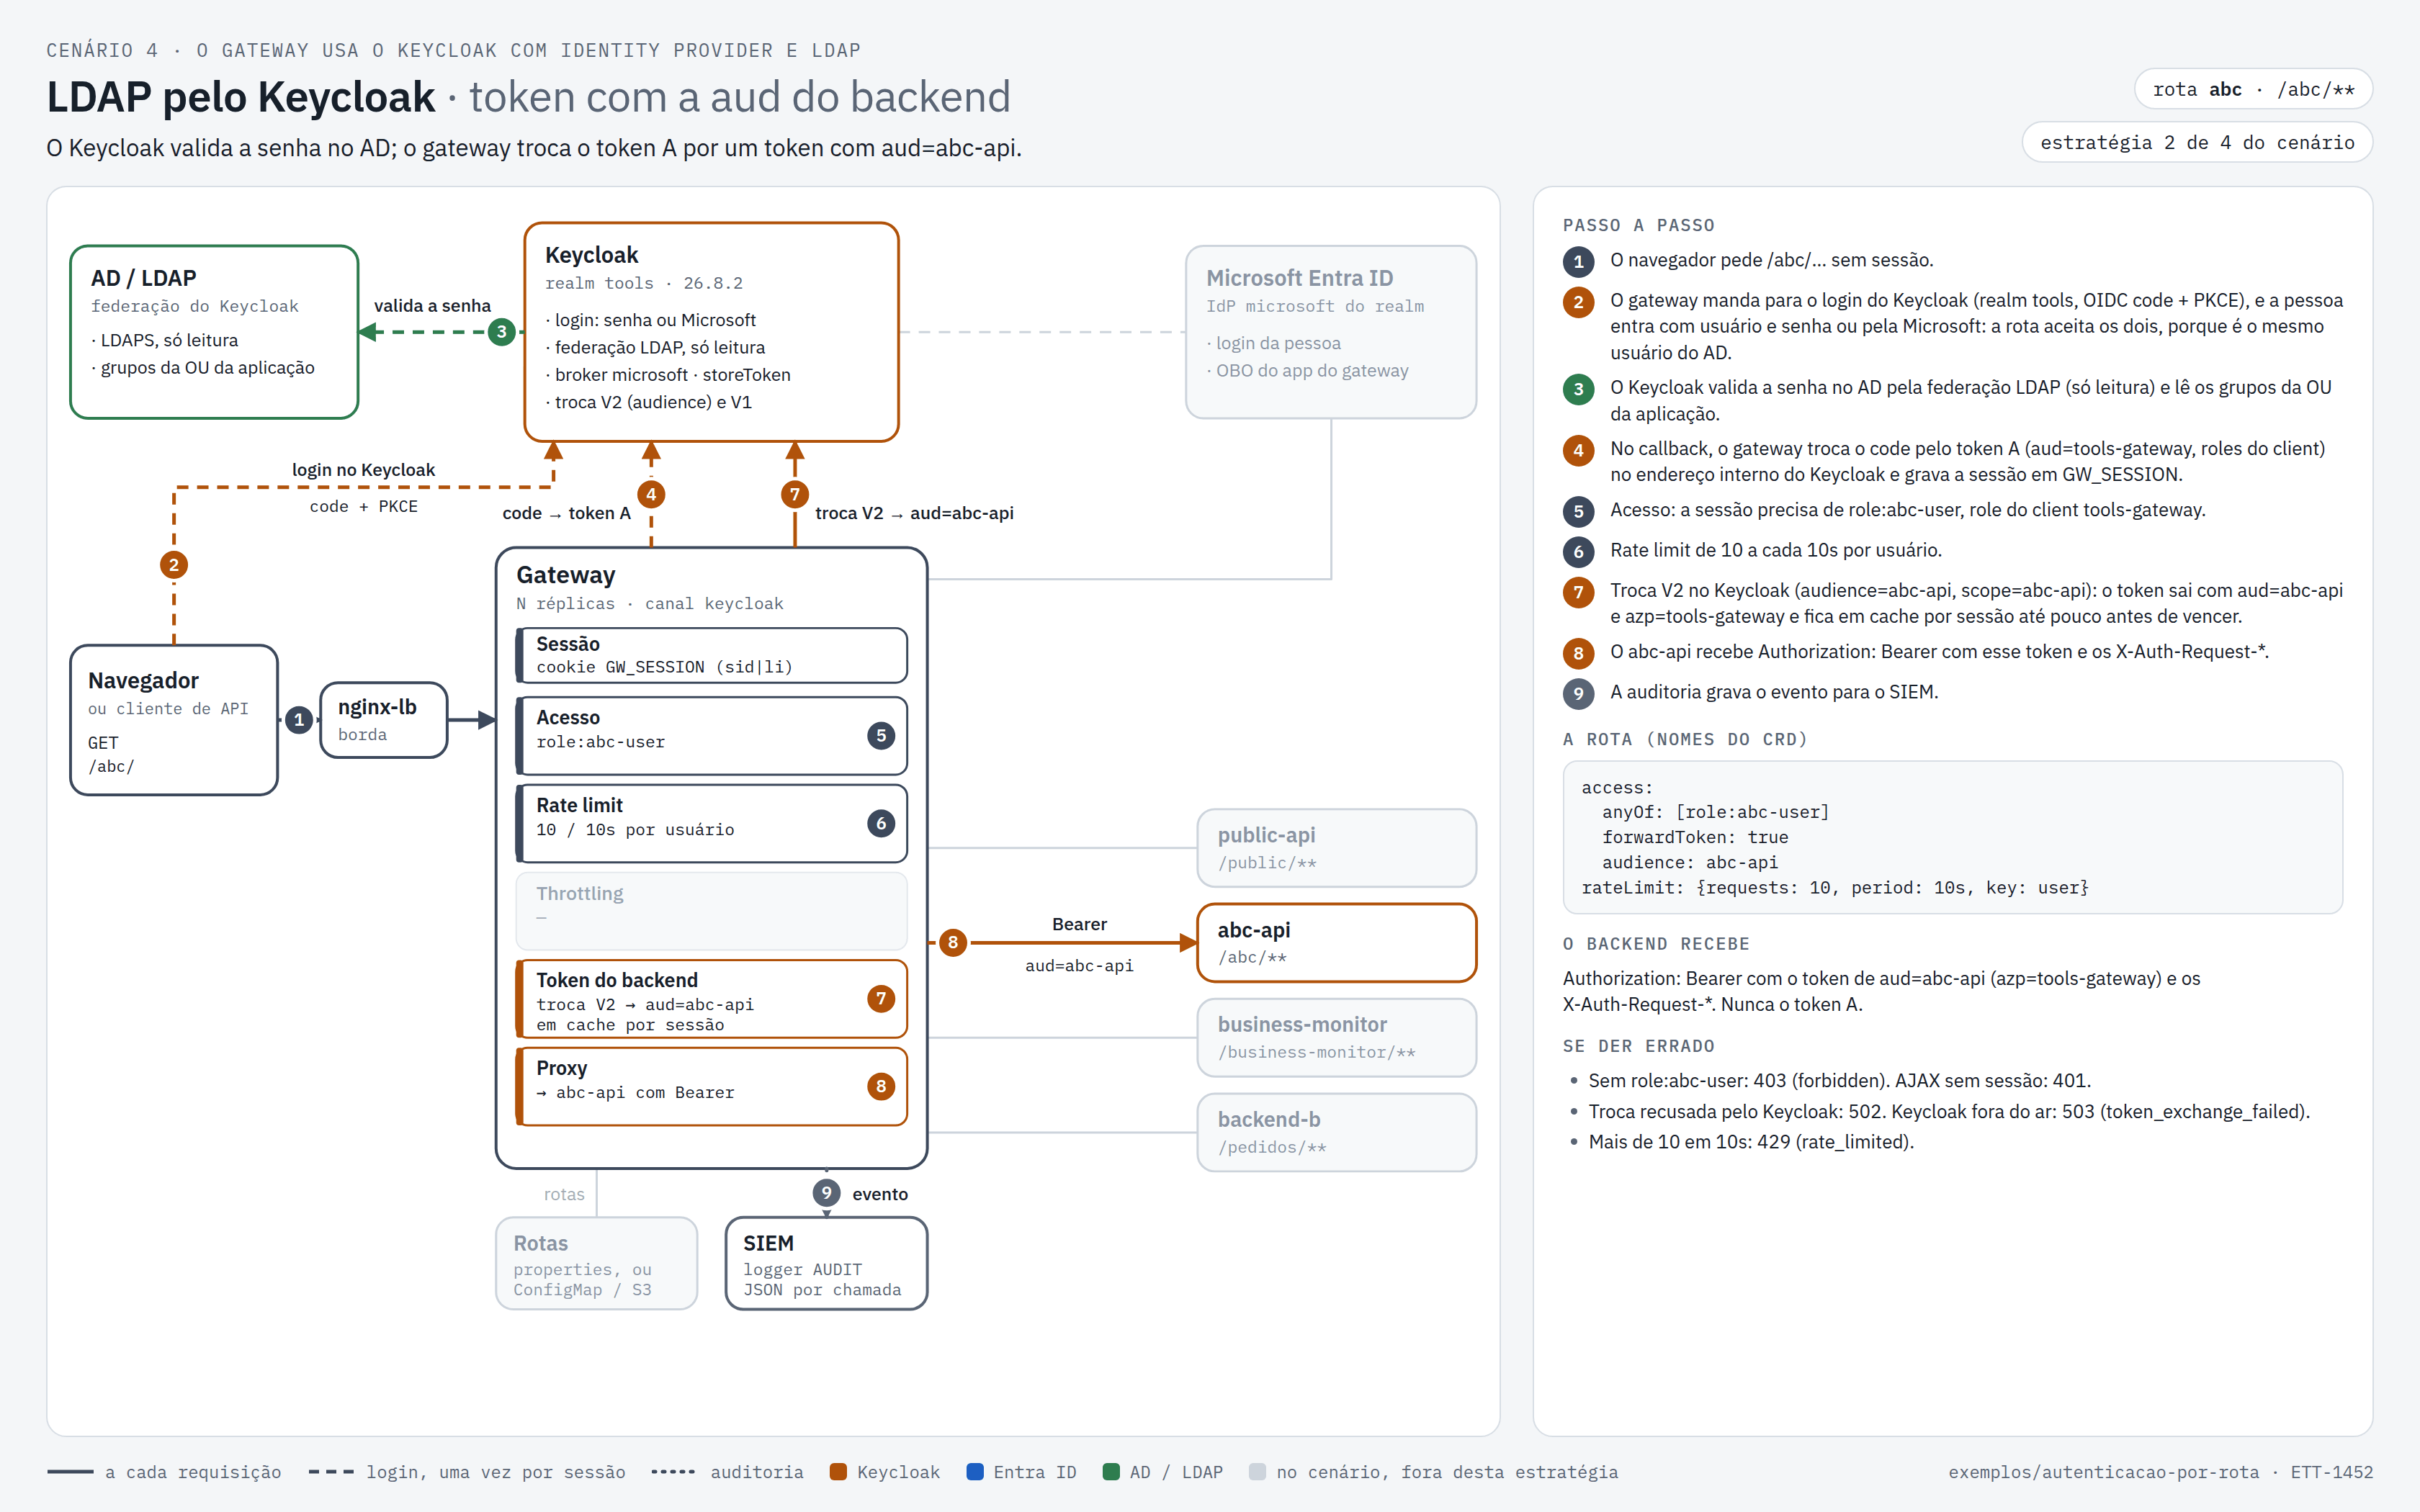 CENÁRIO 4 · O GATEWAY USA O KEYCLOAK COM IDENTITY PROVIDER E LDAP
LDAP pelo Keycloak · token com a aud do backend
O Keycloak valida a senha no AD; o gateway troca o token A por um token com aud=abc-api.
rota abc · /abc/**
estratégia 2 de 4 do cenário
AD / LDAP
federação do Keycloak
· LDAPS, só leitura
· grupos da OU da aplicação
valida a senha
3
Keycloak
realm tools · 26.8.2
· login: senha ou Microsoft
· federação LDAP, só leitura
· broker microsoft · storeToken
· troca V2 (audience) e V1
Microsoft Entra ID
IdP microsoft do realm
· login da pessoa
· OBO do app do gateway
login no Keycloak
code + PKCE
2
4
code → token A
7
troca V2 → aud=abc-api
Navegador
ou cliente de API
GET
/abc/
1
nginx-lb
borda
Gateway
N réplicas · canal keycloak
Sessão
cookie GW_SESSION (sid|li)
Acesso
role:abc-user
5
Rate limit
10 / 10s por usuário
6
Throttling
—
Token do backend
troca V2 → aud=abc-api
em cache por sessão
7
Proxy
→ abc-api com Bearer
8
8
Bearer
aud=abc-api
public-api
/public/**
abc-api
/abc/**
business-monitor
/business-monitor/**
backend-b
/pedidos/**
rotas
9
evento
Rotas
properties, ou
ConfigMap / S3
SIEM
logger AUDIT
JSON por chamada
PASSO A PASSO
1 O navegador pede /abc/... sem sessão.
2 O gateway manda para o login do Keycloak (realm tools, OIDC code + PKCE), e a pessoa
entra com usuário e senha ou pela Microsoft: a rota aceita os dois, porque é o mesmo
usuário do AD.
3 O Keycloak valida a senha no AD pela federação LDAP (só leitura) e lê os grupos da OU
da aplicação.
4 No callback, o gateway troca o code pelo token A (aud=tools-gateway, roles do client)
no endereço interno do Keycloak e grava a sessão em GW_SESSION.
5 Acesso: a sessão precisa de role:abc-user, role do client tools-gateway.
6 Rate limit de 10 a cada 10s por usuário.
7 Troca V2 no Keycloak (audience=abc-api, scope=abc-api): o token sai com aud=abc-api
e azp=tools-gateway e fica em cache por sessão até pouco antes de vencer.
8 O abc-api recebe Authorization: Bearer com esse token e os X-Auth-Request-*.
9 A auditoria grava o evento para o SIEM.
A ROTA (NOMES DO CRD)
access:
anyOf: [role:abc-user]
forwardToken: true
audience: abc-api
rateLimit: {requests: 10, period: 10s, key: user}
O BACKEND RECEBE
Authorization: Bearer com o token de aud=abc-api (azp=tools-gateway) e os
X-Auth-Request-*. Nunca o token A.
SE DER ERRADO
• Sem role:abc-user: 403 (forbidden). AJAX sem sessão: 401.
• Troca recusada pelo Keycloak: 502. Keycloak fora do ar: 503 (token_exchange_failed).
• Mais de 10 em 10s: 429 (rate_limited).
a cada requisição
login, uma vez por sessão
auditoria
Keycloak
Entra ID
AD / LDAP
no cenário, fora desta estratégia
exemplos/autenticacao-por-rota · ETT-1452